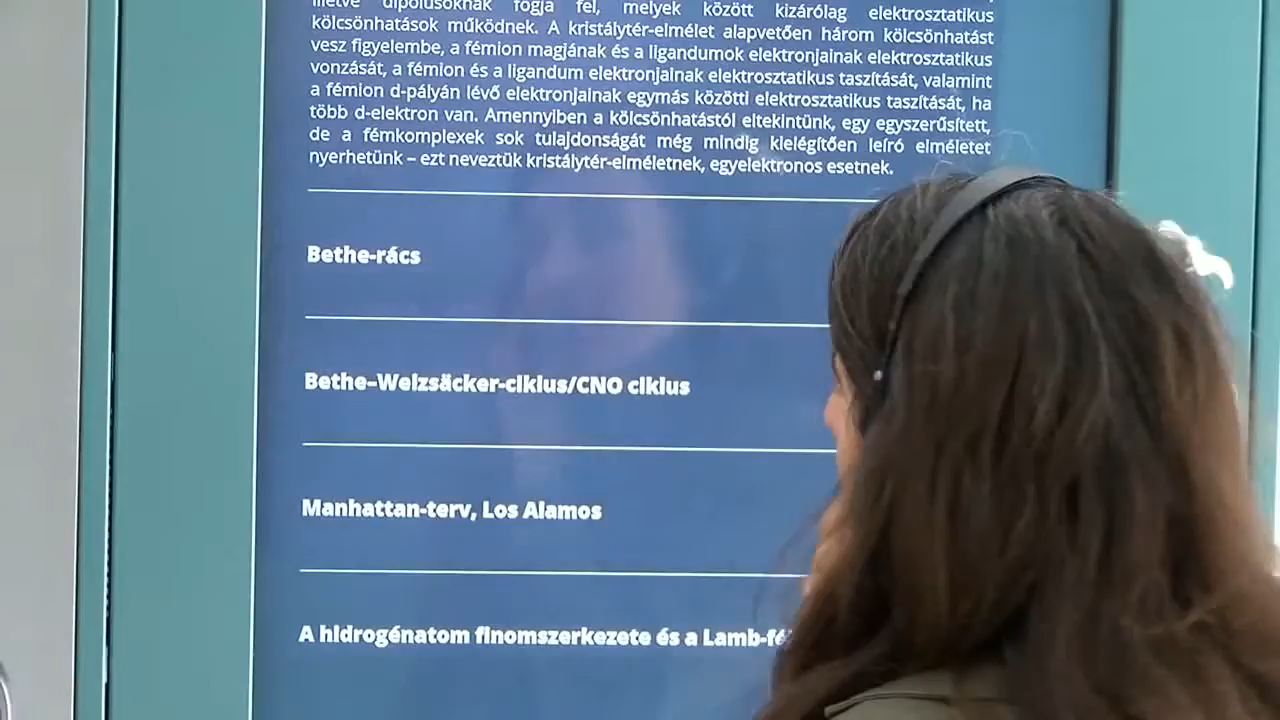 illetve dipólusoknak fogja fel, melyek között kizárólag elektrosztatikus
kölcsönhatások működnek. A kristálytér-elmélet alapvetően három kölcsönhatást
vesz figyelembe, a fémion magjának és a ligandumok elektronjainak elektrosztatikus
vonzását, a fémion és a ligandum elektronjainak elektrosztatikus taszítását, valamint
a fémion d-pályán lévő elektronjainak egymás közötti elektrosztatikus taszítását, ha
több d-elektron van. Amennyiben a kölcsönhatástól eltekintünk, egy egyszerűsített,
de a fémkomplexek sok tulajdonságát még mindig kielégítően leíró elméletet
nyerhetünk – ezt neveztük kristálytér-elméletnek, egyelektronos esetnek.
Bethe-rács
Bethe–Weizsäcker-ciklus/CNO ciklus
Manhattan-terv, Los Alamos
A hidrogénatom finomszerkezete és a Lamb-